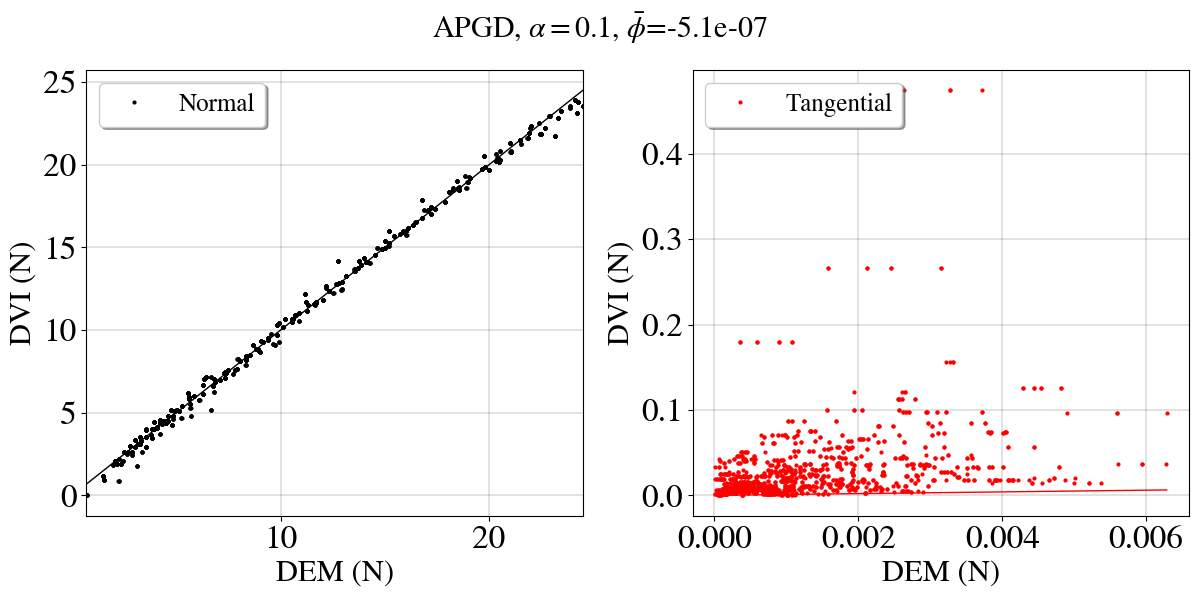 APGD, α = 0.1, φ̄=-5.1e-07
Normal
25
20
15
10
5
0
DVI (N)
10
20
DEM (N)
Tangential
0.4
0.3
0.2
0.1
0.0
DVI (N)
0.000
0.002
0.004
0.006
DEM (N)